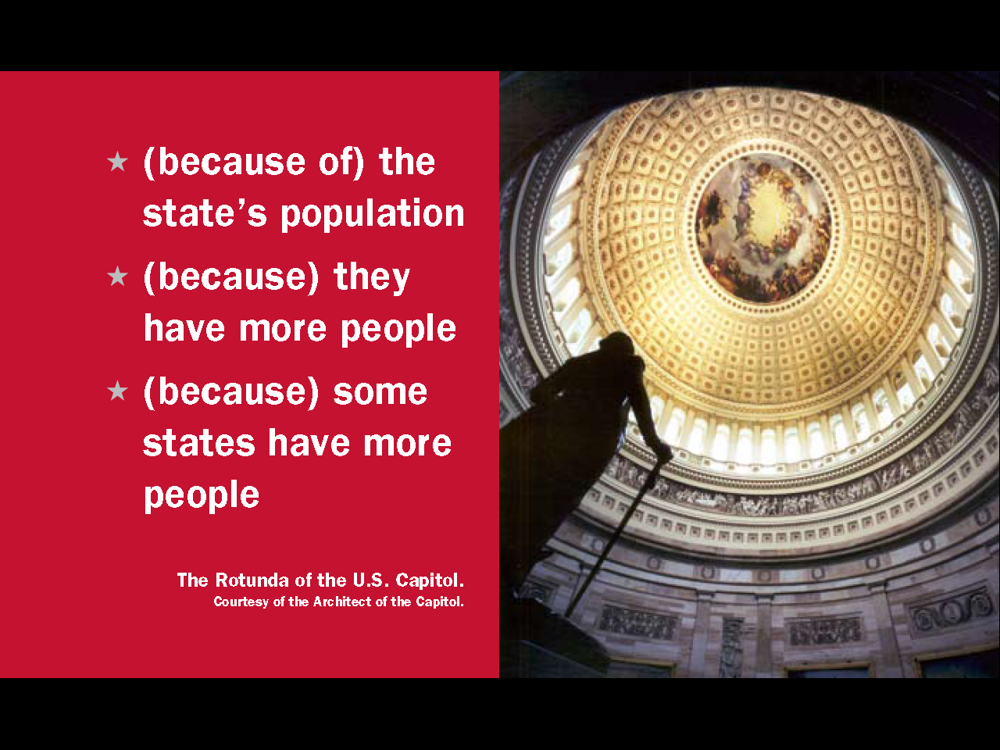 (because of) the
state’s population
(because) they
have more people
(because) some
states have more
people
The Rotunda of the U.S. Capitol.
Courtesy of the Architect of the Capitol.